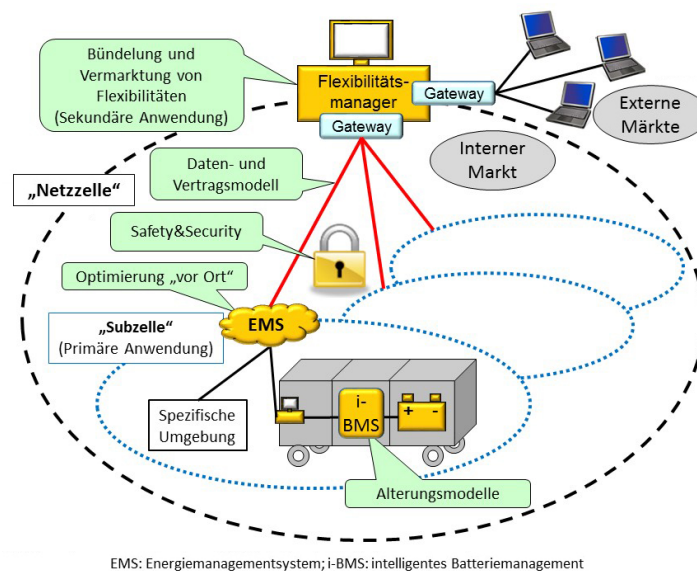 Bündelung und
Vermarktung von
Flexibilitäten
(Sekundäre Anwendung)
Flexibilitäts-
manager
Gateway
Gateway
Externe
Märkte
Interner
Markt
Daten- und
Vertragsmodell
„Netzzelle“
Safety&Security
Optimierung „vor Ort“
EMS
„Subzelle“
(Primäre Anwendung)
Spezifische
Umgebung
i-
BMS
+ -
Alterungsmodelle
EMS: Energiemanagementsystem; i-BMS: intelligentes Batteriemanagement